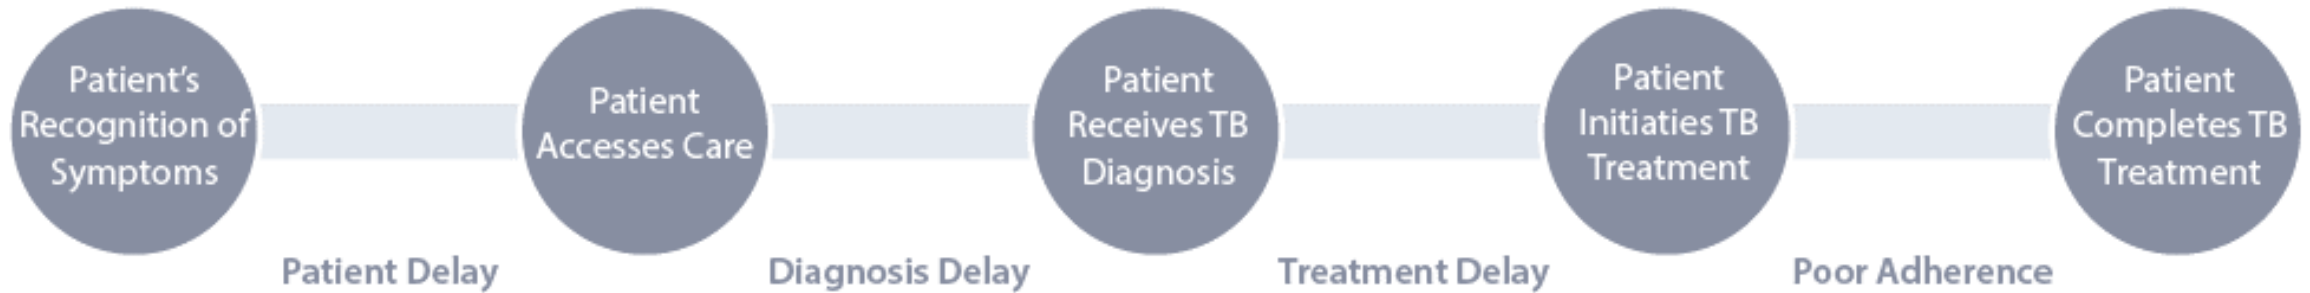 Patient's
Recognition of
Symptoms
Patient
Accesses Care
Patient
Receives TB
Diagnosis
Patient
Initiaties TB
Treatment
Patient
Completes TB
Treatment
Patient Delay
Diagnosis Delay
Treatment Delay
Poor Adherence